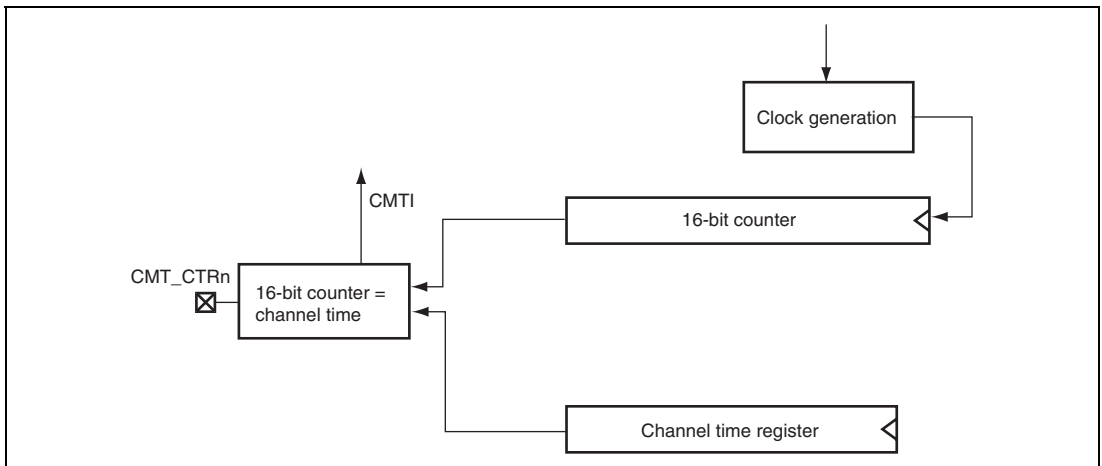 Clock generation
CMTI
16-bit counter
CMT_CTRn
16-bit counter =
channel time
Channel time register